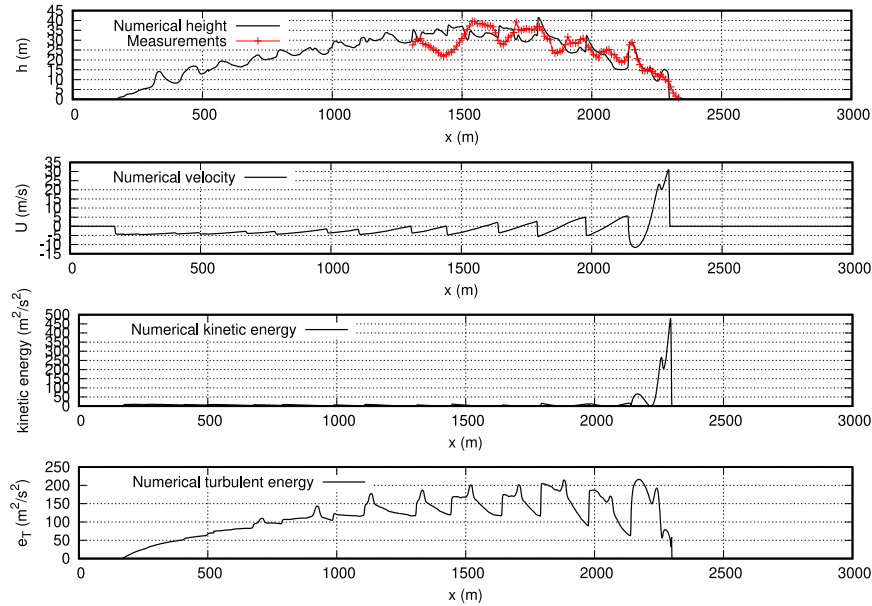 Numerical height
Measurements
h (m)
45
40
35
30
25
20
15
10
5
0
0 500 1000 1500 2000 2500 3000
x (m)
Numerical velocity
U (m/s)
35
30
25
20
15
10
5
0
-5
-10
-15
0 500 1000 1500 2000 2500 3000
x (m)
Numerical kinetic energy
kinetic energy (m²/s²)
500
450
400
350
300
250
200
150
100
50
0
0 500 1000 1500 2000 2500 3000
x (m)
Numerical turbulent energy
e_T (m²/s²)
250
200
150
100
50
0
0 500 1000 1500 2000 2500 3000
x (m)